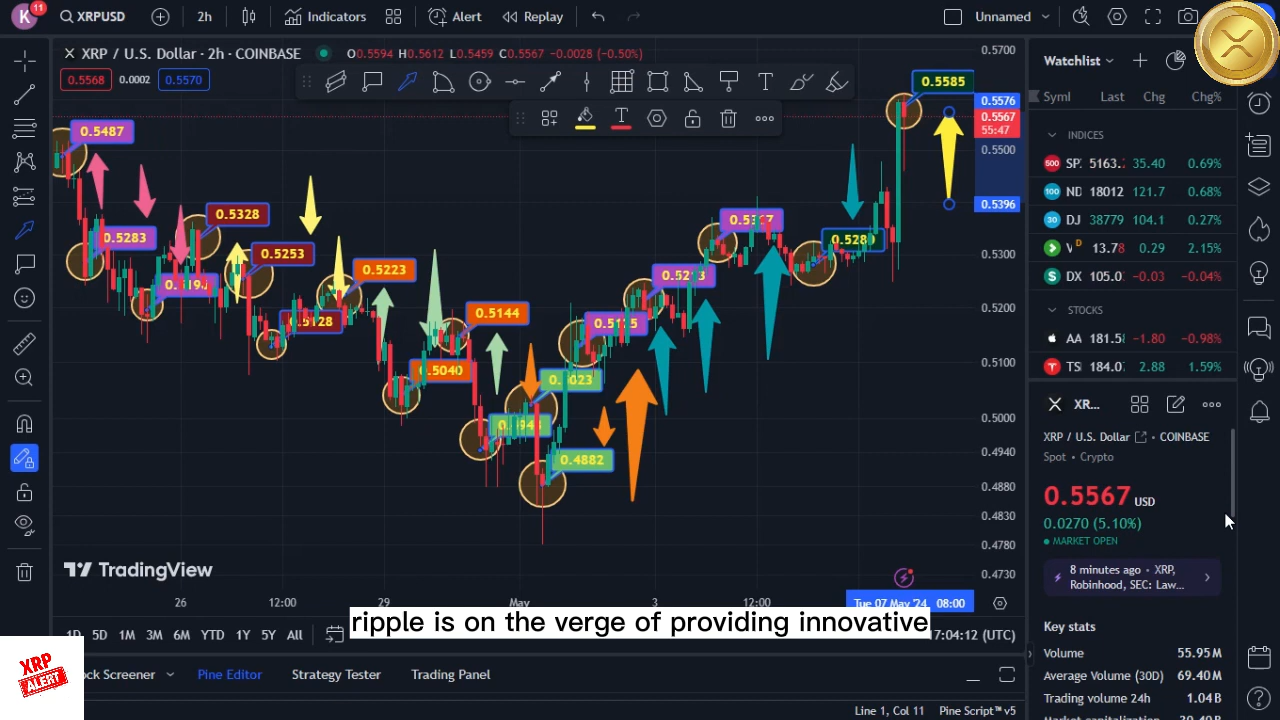 K
11
XRPUSD
2h
Indicators
Alert
Replay
Unnamed
XRP / U.S. Dollar · 2h · COINBASE
O0.5594 H0.5612 L0.5459 C0.5567 −0.0028 (−0.50%)
0.5568 0.0002 0.5570
0.5585
0.5487
0.5283
0.5328
0.5253
0.5223
0.5144
0.5040
0.4882
0.5700
0.5576
0.5567
55:47
0.5500
0.5396
0.5300
0.5200
0.5100
0.5000
0.4940
0.4880
0.4830
0.4780
0.4730
TradingView
26 12:00 29 May 3 12:00 Tue 07 May '24 08:00
ripple is on the verge of providing innovative
1D 5D 1M 3M 6M YTD 1Y 5Y All
17:04:12 (UTC)
XRP
ALERT
ock Screener Pine Editor Strategy Tester Trading Panel
Line 1, Col 11 Pine Script™ v5
Watchlist
Syml Last Chg Chg%
INDICES
500 SP. 5163. 35.40 0.69%
100 ND 18012 121.7 0.68%
30 DJ 38779 104.1 0.27%
V D 13.78 0.29 2.15%
DX 105.0 −0.03 −0.04%
STOCKS
AA 181.5 −1.80 −0.98%
TS 184.0 2.88 1.59%
XR...
XRP / U.S. Dollar · COINBASE
Spot · Crypto
0.5567 USD
0.0270 (5.10%)
MARKET OPEN
8 minutes ago · XRP,
Robinhood, SEC: Law...
Key stats
Volume 55.95M
Average Volume (30D) 69.40M
Trading volume 24h 1.04B